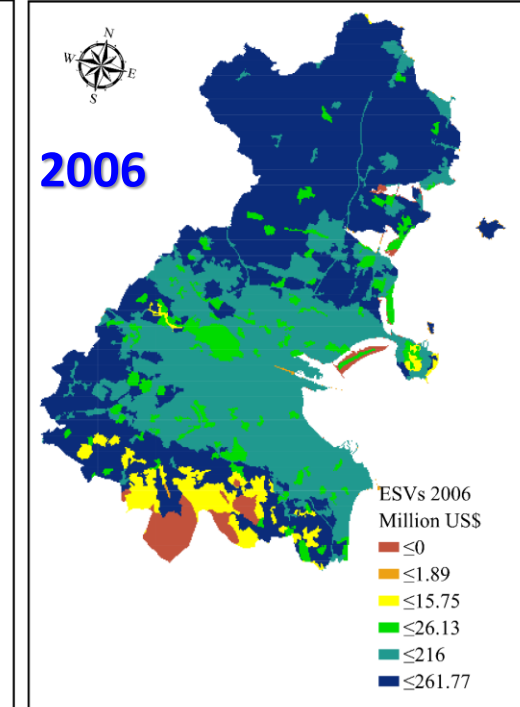 N
W
E
S
2006
ESVs 2006
Million US$
≤0
≤1.89
≤15.75
≤26.13
≤216
≤261.77